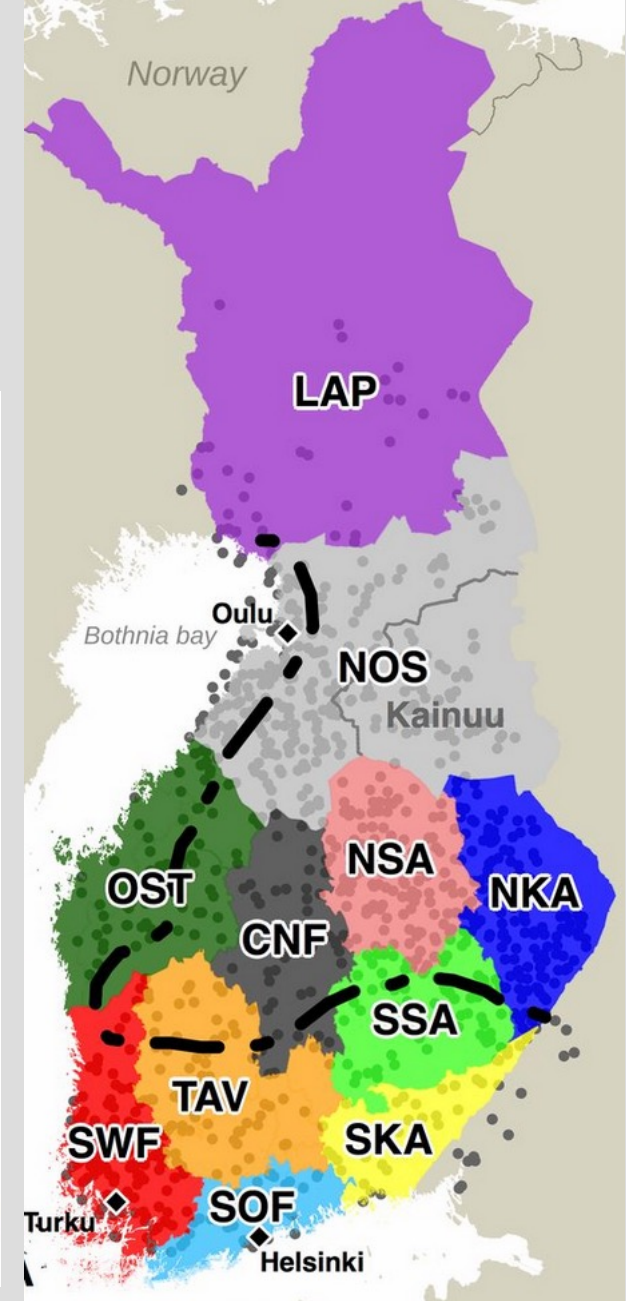 Norway
LAP
Oulu
Bothnia bay
NOS
Kainuu
NSA
OST
NKA
CNF
SSA
TAV
SKA
SWF
SOF
Turku
Helsinki